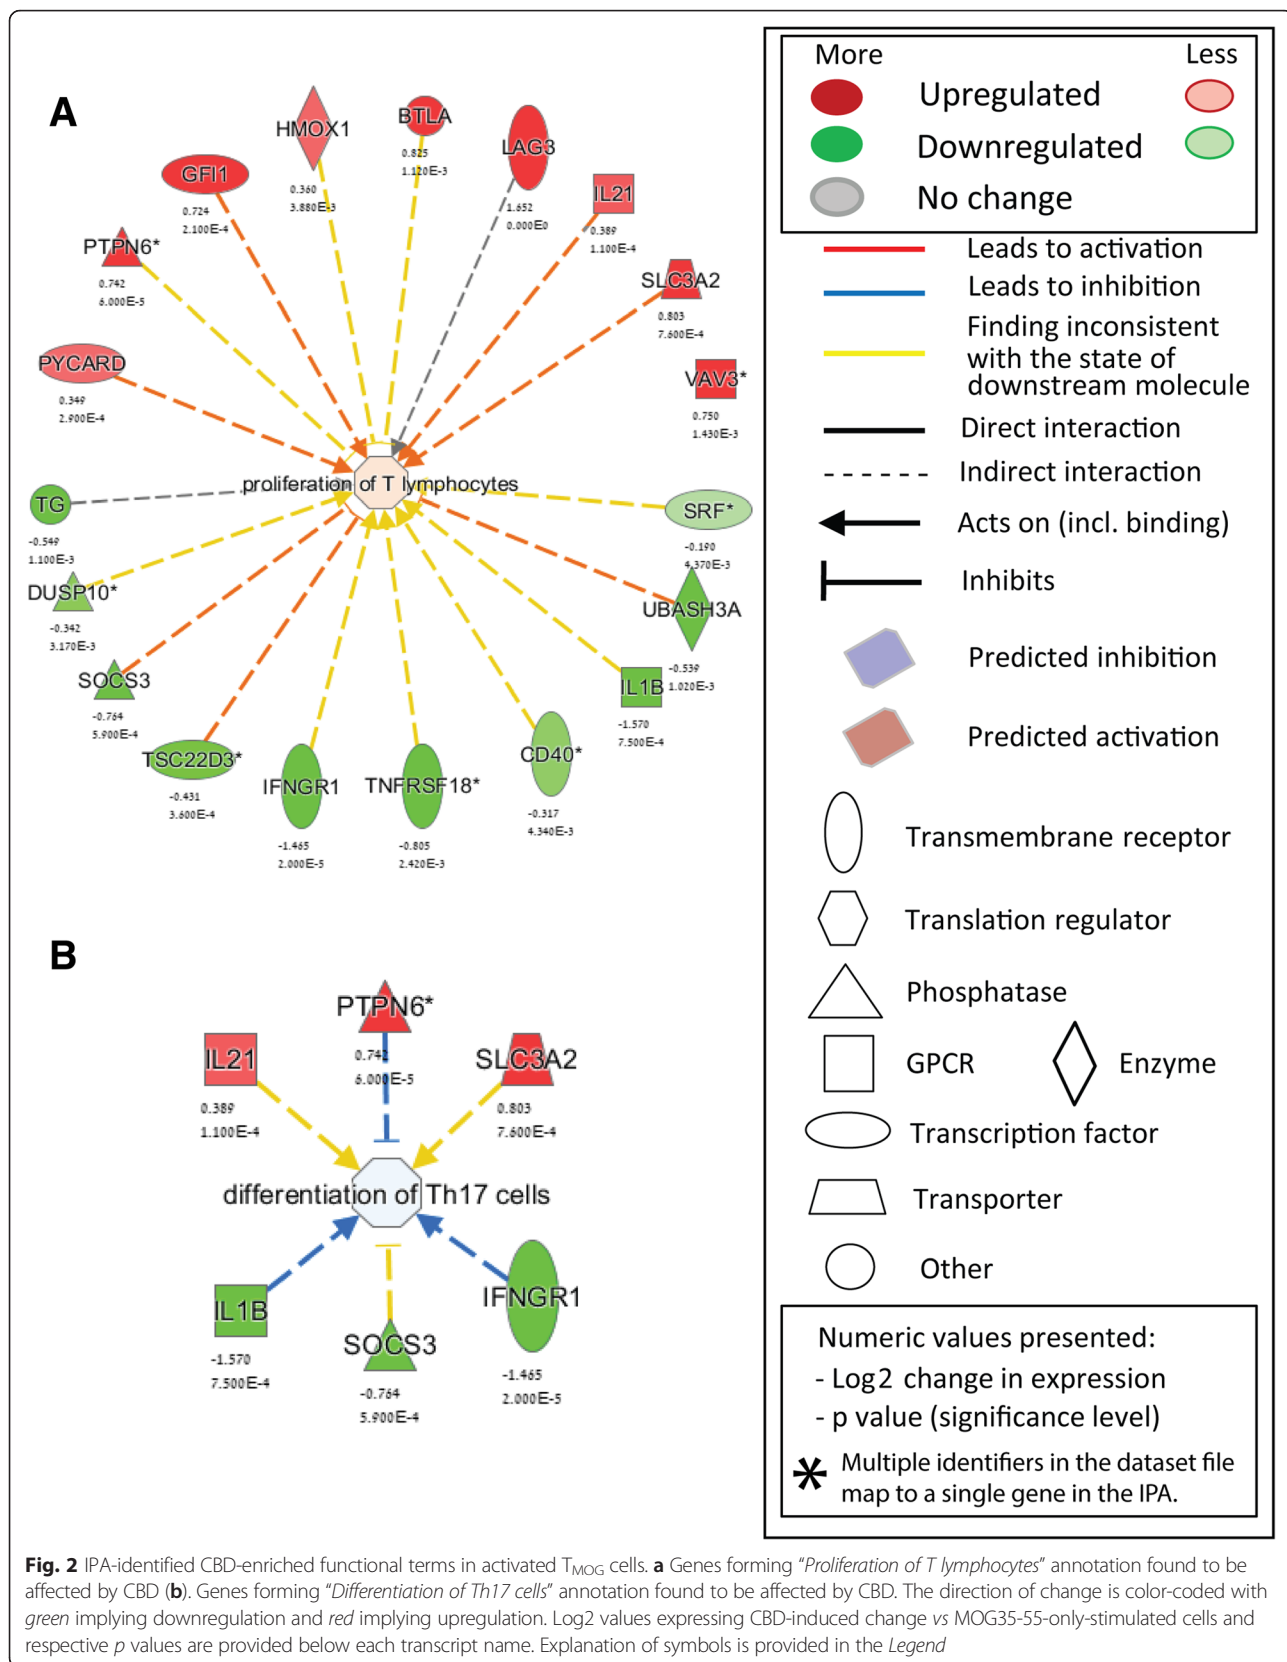 A
HMOX1
0.360
3.880E-3
BTLA
0.825
1.120E-3
LAG3
1.652
0.000E0
GFI1
0.724
2.100E-4
IL21
0.389
1.100E-4
PTPN6*
0.742
6.000E-5
SLC3A2
0.803
7.600E-4
PYCARD
0.349
2.900E-4
VAV3*
0.750
1.430E-3
proliferation of T lymphocytes
TG
-0.549
1.100E-3
SRF*
-0.190
4.370E-3
DUSP10*
-0.342
3.170E-3
UBASH3A
-0.539
1.020E-3
SOCS3
-0.764
5.900E-4
IL1B
-1.570
7.500E-4
TSC22D3*
-0.431
3.600E-4
IFNGR1
-1.465
2.000E-5
TNFRSF18*
-0.805
2.420E-3
CD40*
-0.317
4.340E-3
B
PTPN6*
0.742
6.000E-5
IL21
0.389
1.100E-4
SLC3A2
0.803
7.600E-4
differentiation of Th17 cells
IL1B
-1.570
7.500E-4
SOCS3
-0.764
5.900E-4
IFNGR1
-1.465
2.000E-5
More Less
Upregulated
Downregulated
No change
Leads to activation
Leads to inhibition
Finding inconsistent
with the state of
downstream molecule
Direct interaction
Indirect interaction
Acts on (incl. binding)
Inhibits
Predicted inhibition
Predicted activation
Transmembrane receptor
Translation regulator
Phosphatase
GPCR Enzyme
Transcription factor
Transporter
Other
Numeric values presented:
- Log2 change in expression
- p value (significance level)
* Multiple identifiers in the dataset file
map to a single gene in the IPA.
Fig. 2 IPA-identified CBD-enriched functional terms in activated TMOG cells. a Genes forming "Proliferation of T lymphocytes" annotation found to be
affected by CBD (b). Genes forming "Differentiation of Th17 cells" annotation found to be affected by CBD. The direction of change is color-coded with
green implying downregulation and red implying upregulation. Log2 values expressing CBD-induced change vs MOG35-55-only-stimulated cells and
respective p values are provided below each transcript name. Explanation of symbols is provided in the Legend